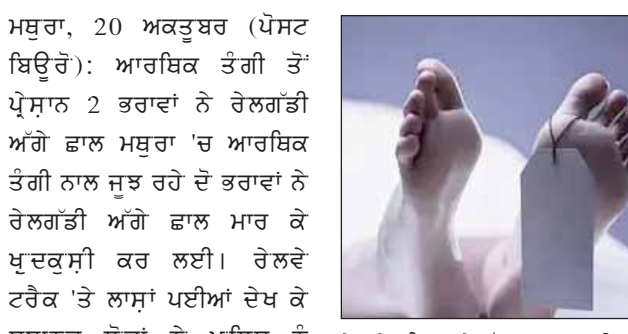 ਮਥੁਰਾ, 20 ਅਕਤੂਬਰ (ਪੋਸਟ
ਬਿਊਰੋ): ਆਰਥਿਕ ਤੰਗੀ ਤੋਂ
ਪ੍ਰੇਸ਼ਾਨ 2 ਭਰਾਵਾਂ ਨੇ ਰੇਲਗੱਡੀ
ਅੱਗੇ ਛਾਲ ਮਥੁਰਾ 'ਚ ਆਰਥਿਕ
ਤੰਗੀ ਨਾਲ ਜੂਝ ਰਹੇ ਦੋ ਭਰਾਵਾਂ ਨੇ
ਰੇਲਗੱਡੀ ਅੱਗੇ ਛਾਲ ਮਾਰ ਕੇ
ਖੁਦਕੁਸ਼ੀ ਕਰ ਲਈ। ਰੇਲਵੇ
ਟਰੈਕ 'ਤੇ ਲਾਸ਼ਾਂ ਪਈਆਂ ਦੇਖ ਕੇ